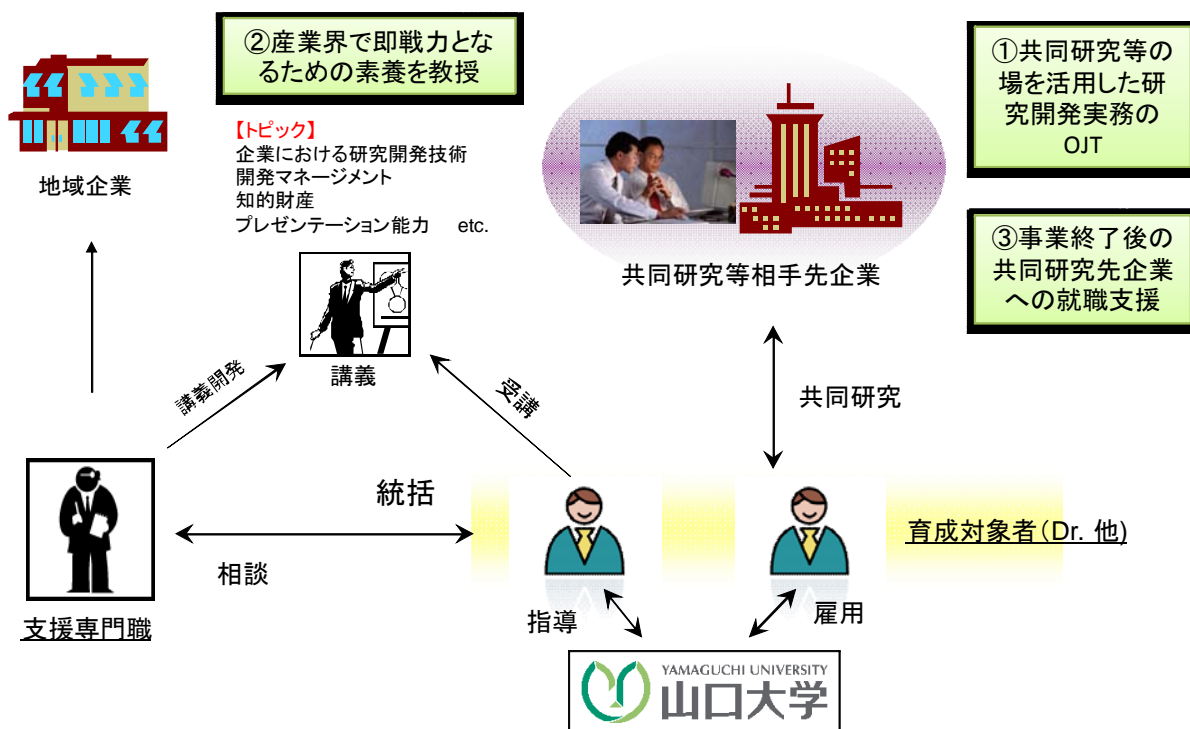 ②産業界で即戦力とな
るための素養を教授
①共同研究等の
場を活用した研
究開発実務の
OJT
【トピック】
企業における研究開発技術
開発マネージメント
知的財産
プレゼンテーション能力 etc.
地域企業
共同研究等相手先企業
③事業終了後の
共同研究先企業
への就職支援
講義
講義開発
受講
共同研究
統括
相談
育成対象者(Dr. 他)
支援専門職
指導
雇用
YAMAGUCHI UNIVERSITY
山口大学